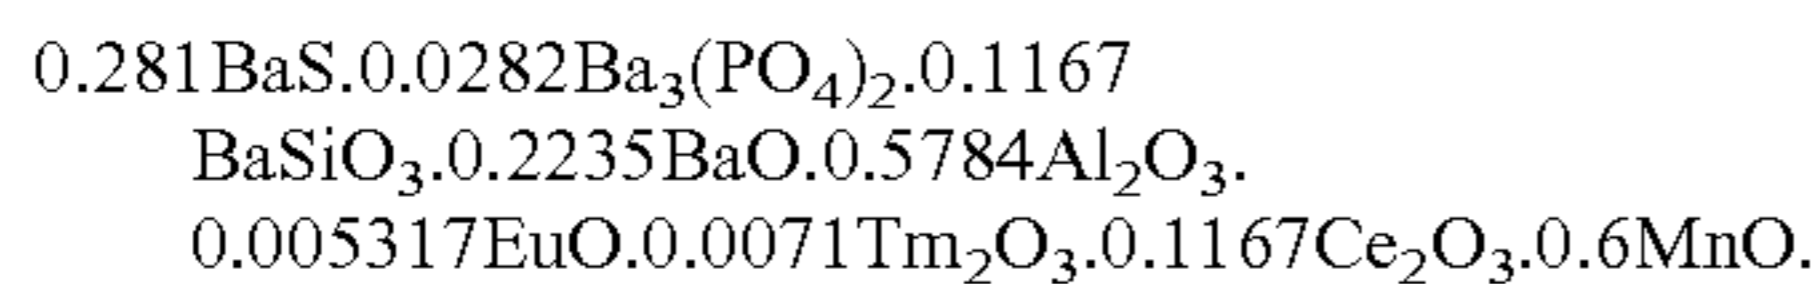 0.281BaS.0.0282Ba₃(PO₄)₂.0.1167
BaSiO₃.0.2235BaO.0.5784Al₂O₃.
0.005317EuO.0.0071Tm₂O₃.0.1167Ce₂O₃.0.6MnO.